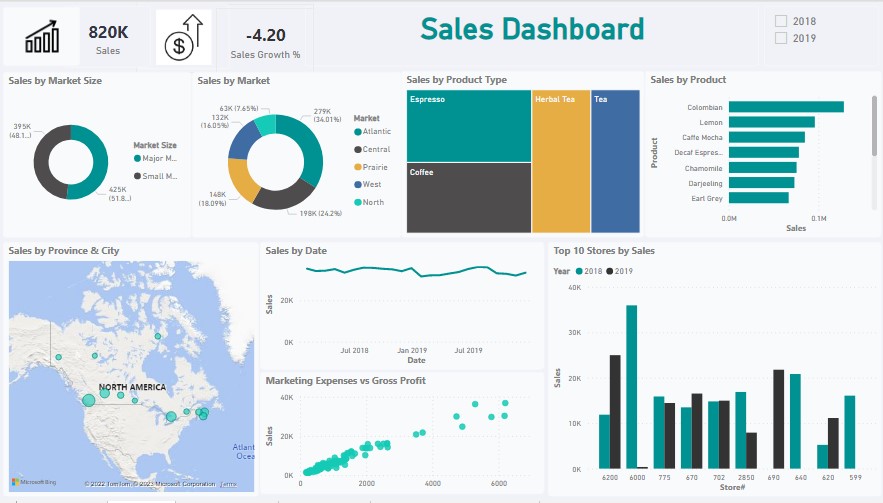 820K
Sales
$
-4.20
Sales Growth %
Sales Dashboard
2018
2019
Sales by Market Size
395K
(48.1...)
425K
(51.8...)
Market Size
Major M...
Small M...
Sales by Market
63K (7.65%)
132K
(16.05%)
148K
(18.09%)
279K
(34.01%)
198K (24.2%)
Market
Atlantic
Central
Prairie
West
North
Sales by Product Type
Espresso
Coffee
Herbal Tea
Tea
Sales by Product
Product
Colombian
Lemon
Caffe Mocha
Decaf Espres...
Chamomile
Darjeeling
Earl Grey
0.0M 0.1M
Sales
Sales by Province & City
NORTH AMERICA
Atlant
Ocea
Microsoft Bing
© 2022 TomTom, © 2023 Microsoft Corporation Terms
Sales by Date
Sales
20K
0K
Jul 2018 Jan 2019 Jul 2019
Date
Marketing Expenses vs Gross Profit
Sales
40K
20K
0K
0 2000 4000 6000
Top 10 Stores by Sales
Year 2018 2019
Sales
40K
30K
20K
10K
0K
6200 6000 775 670 702 2850 690 640 620 599
Store#